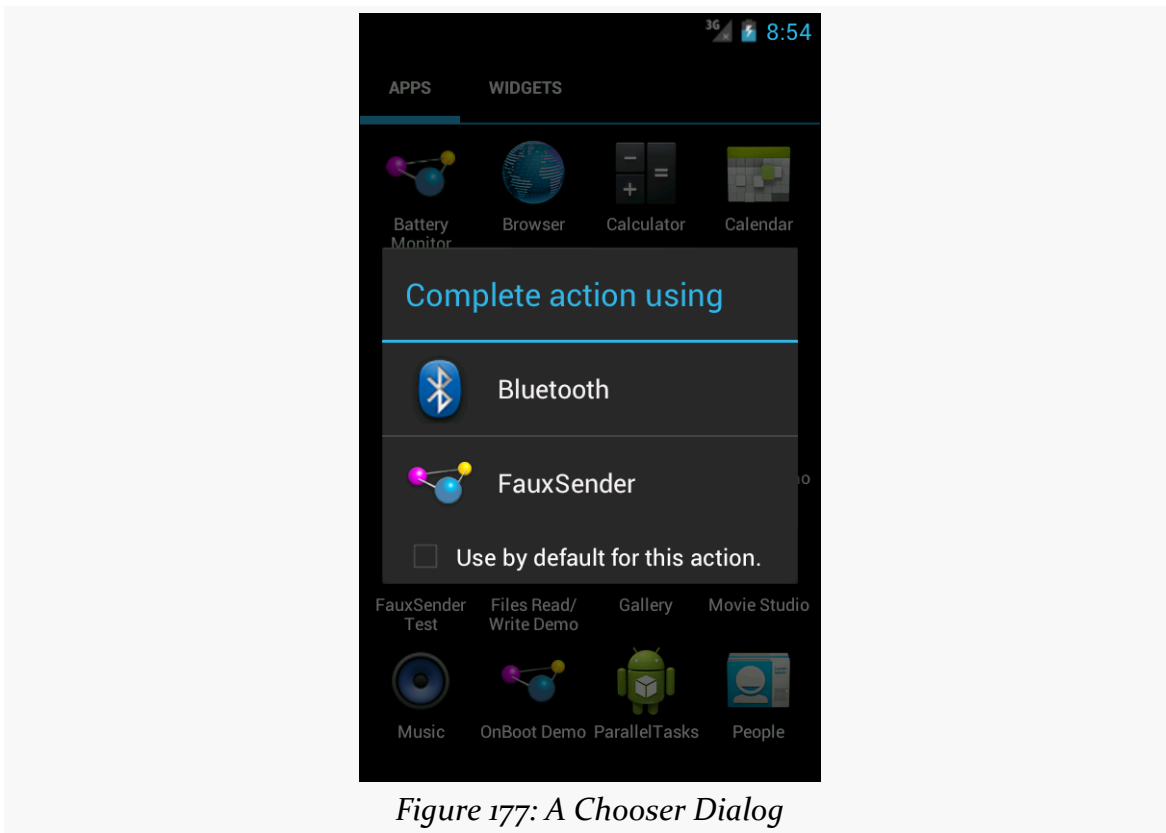 3G 8:54
APPS WIDGETS
Battery Browser Calculator Calendar
Monitor
Complete action using
Bluetooth
FauxSender
no
Use by default for this action.
FauxSender Files Read/ Gallery Movie Studio
Test Write Demo
Music OnBoot Demo ParallelTasks People
Figure 177: A Chooser Dialog